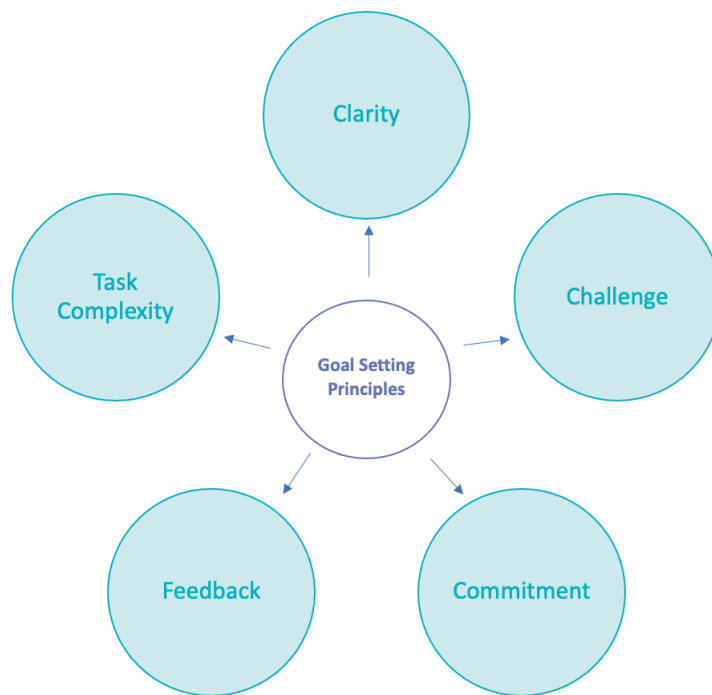 Clarity
Task
Complexity
Challenge
Goal Setting
Principles
Feedback
Commitment